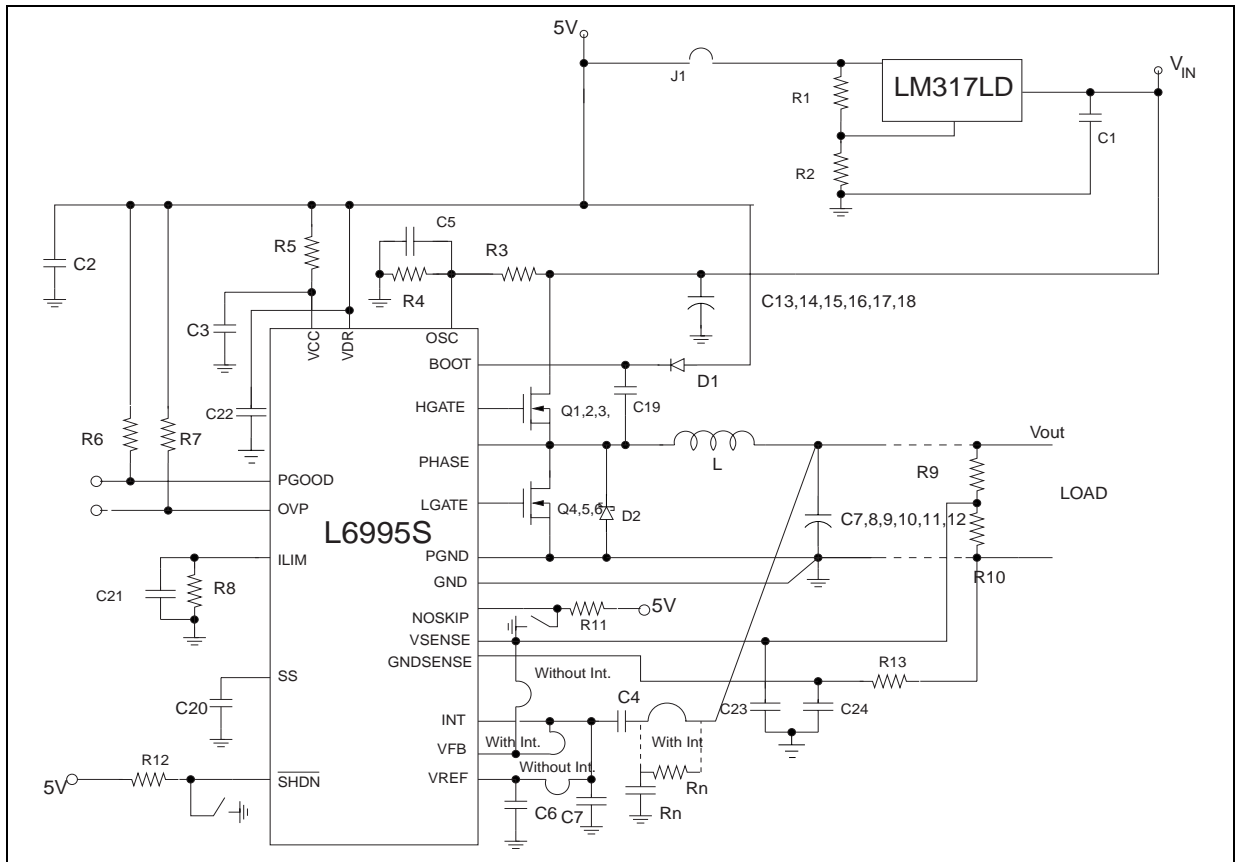 5V
J1
R1
LM317LD
VIN
C1
R2
C2
R5
C5
R3
R4
C13,14,15,16,17,18
C3
VCC
VDR
OSC
BOOT
D1
C22
HGATE
Q1,2,3,
C19
R6
R7
PHASE
L
Vout
R9
PGOOD
LGATE
Q4,5,6
D2
LOAD
OVP
L6995S
C7,8,9,10,11,12
ILIM
PGND
R10
C21
R8
GND
NOSKIP
R11
5V
VSENSE
GNDSENSE
Without Int.
R13
SS
C20
C4
C23
C24
INT
With Int.
With Int
VFB
R12
Without Int.
5V
SHDN
VREF
Rn
C6
C7
Rn